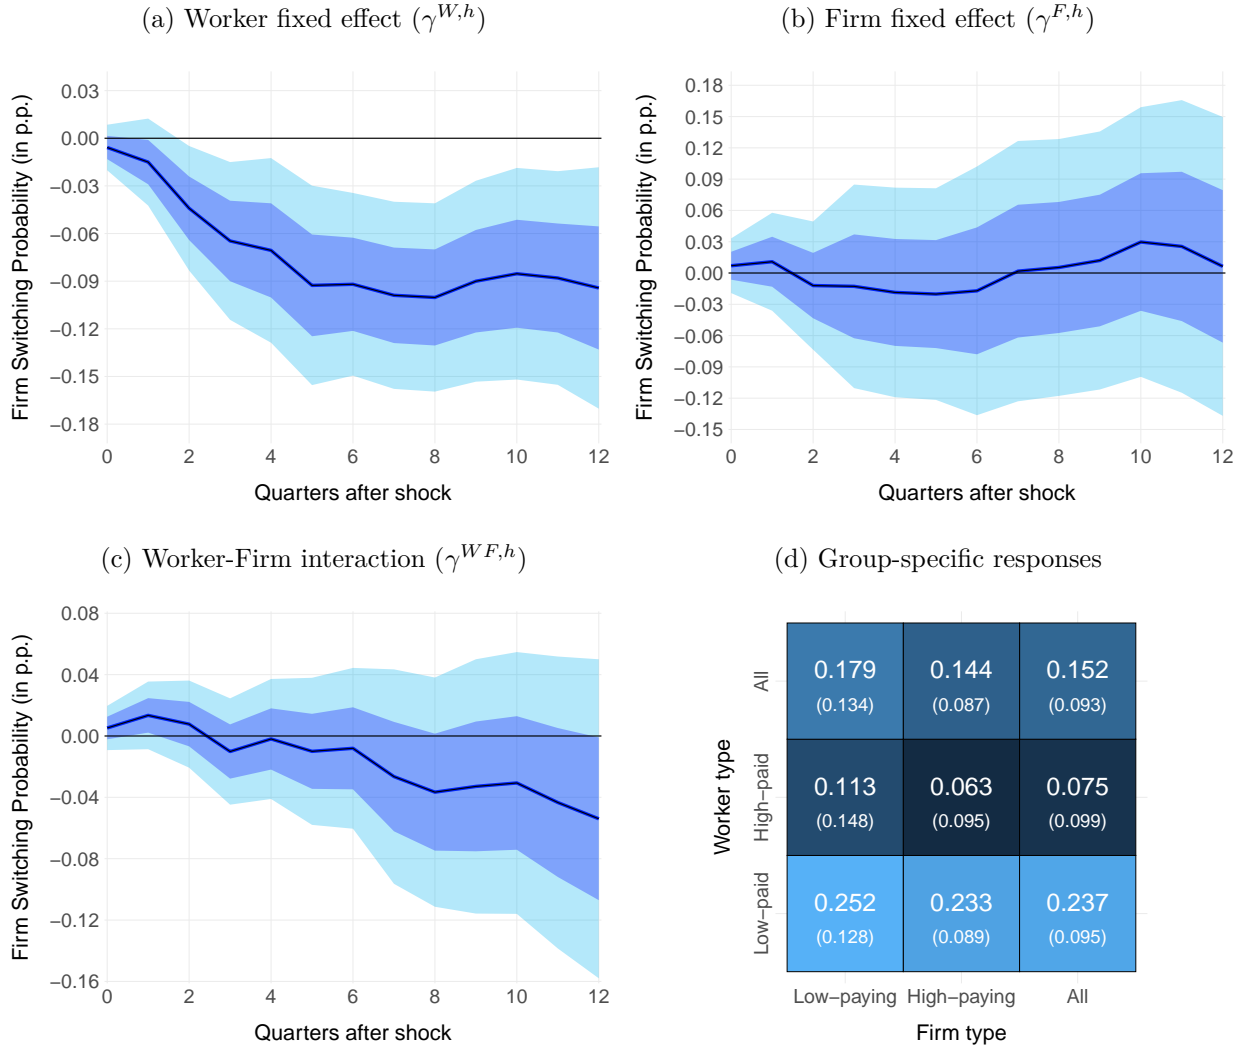 (a) Worker fixed effect (γ^{W,h})
Firm Switching Probability (in p.p.)
0.03
0.00
−0.03
−0.06
−0.09
−0.12
−0.15
−0.18
0 2 4 6 8 10 12
Quarters after shock
(b) Firm fixed effect (γ^{F,h})
Firm Switching Probability (in p.p.)
0.18
0.15
0.12
0.09
0.06
0.03
0.00
−0.03
−0.06
−0.09
−0.12
−0.15
0 2 4 6 8 10 12
Quarters after shock
(c) Worker-Firm interaction (γ^{WF,h})
Firm Switching Probability (in p.p.)
0.08
0.04
0.00
−0.04
−0.08
−0.12
−0.16
0 2 4 6 8 10 12
Quarters after shock
(d) Group-specific responses
Worker type
All
0.179 0.144 0.152
(0.134) (0.087) (0.093)
High−paid
0.113 0.063 0.075
(0.148) (0.095) (0.099)
Low−paid
0.252 0.233 0.237
(0.128) (0.089) (0.095)
Low−paying High−paying All
Firm type